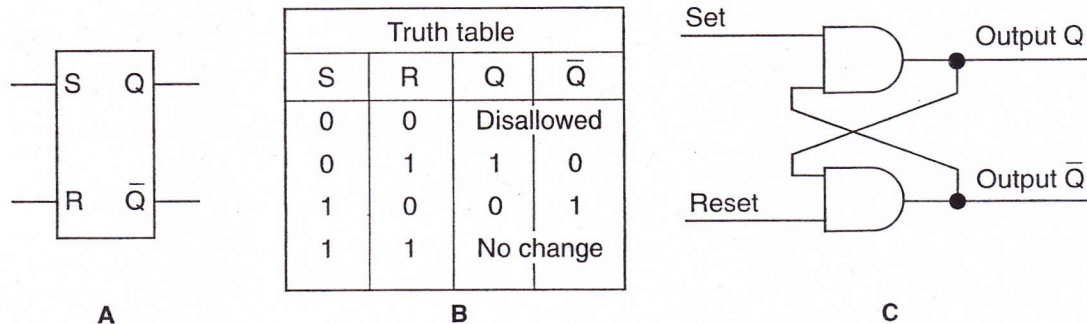 S Q
R Q̅
A
Truth table
S R Q Q̅
0 0 Disallowed
0 1 1 0
1 0 0 1
1 1 No change
B
Set
Output Q
Output Q̅
Reset
C